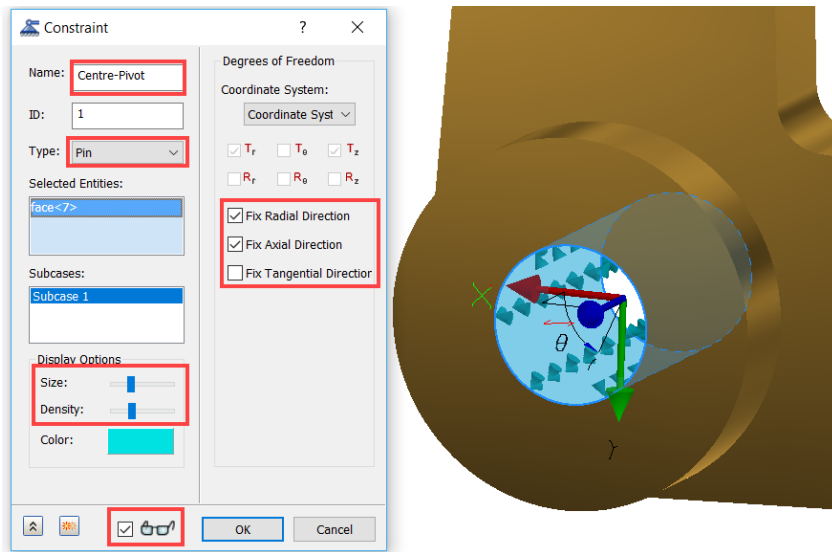 Constraint
Name: Centre-Pivot
ID: 1
Type: Pin
Selected Entities:
face<7>
Subcases:
Subcase 1
Display Options
Size:
Density:
Color:
Degrees of Freedom
Coordinate System:
Coordinate Syst
Tr Tθ Tz
Rr Rθ Rz
Fix Radial Direction
Fix Axial Direction
Fix Tangential Direction
OK Cancel
X
θ
r
Y